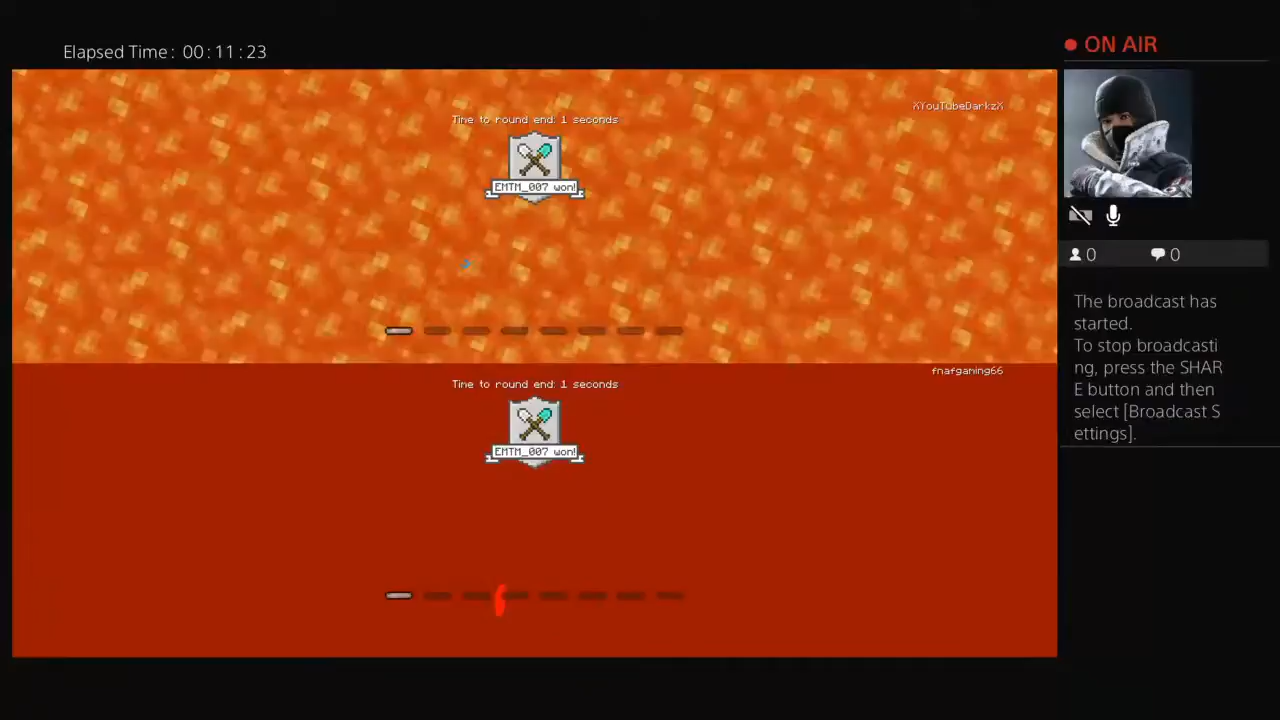 Elapsed Time: 00:11:23
ON AIR
XYouTubeDarkzX
Time to round end: 1 seconds
EMTM_007 won!
0 0
The broadcast has
started.
To stop broadcasti
ng, press the SHAR
E button and then
select [Broadcast S
ettings].
fnafgaming66
Time to round end: 1 seconds
EMTM_007 won!